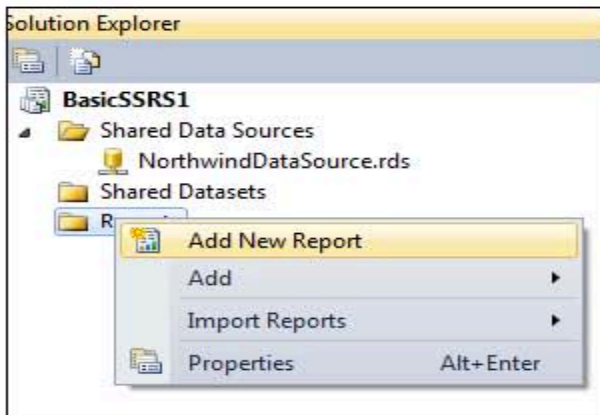 Solution Explorer
BasicSSRS1
Shared Data Sources
NorthwindDataSource.rds
Shared Datasets
Add New Report
Add
Import Reports
Properties Alt+Enter